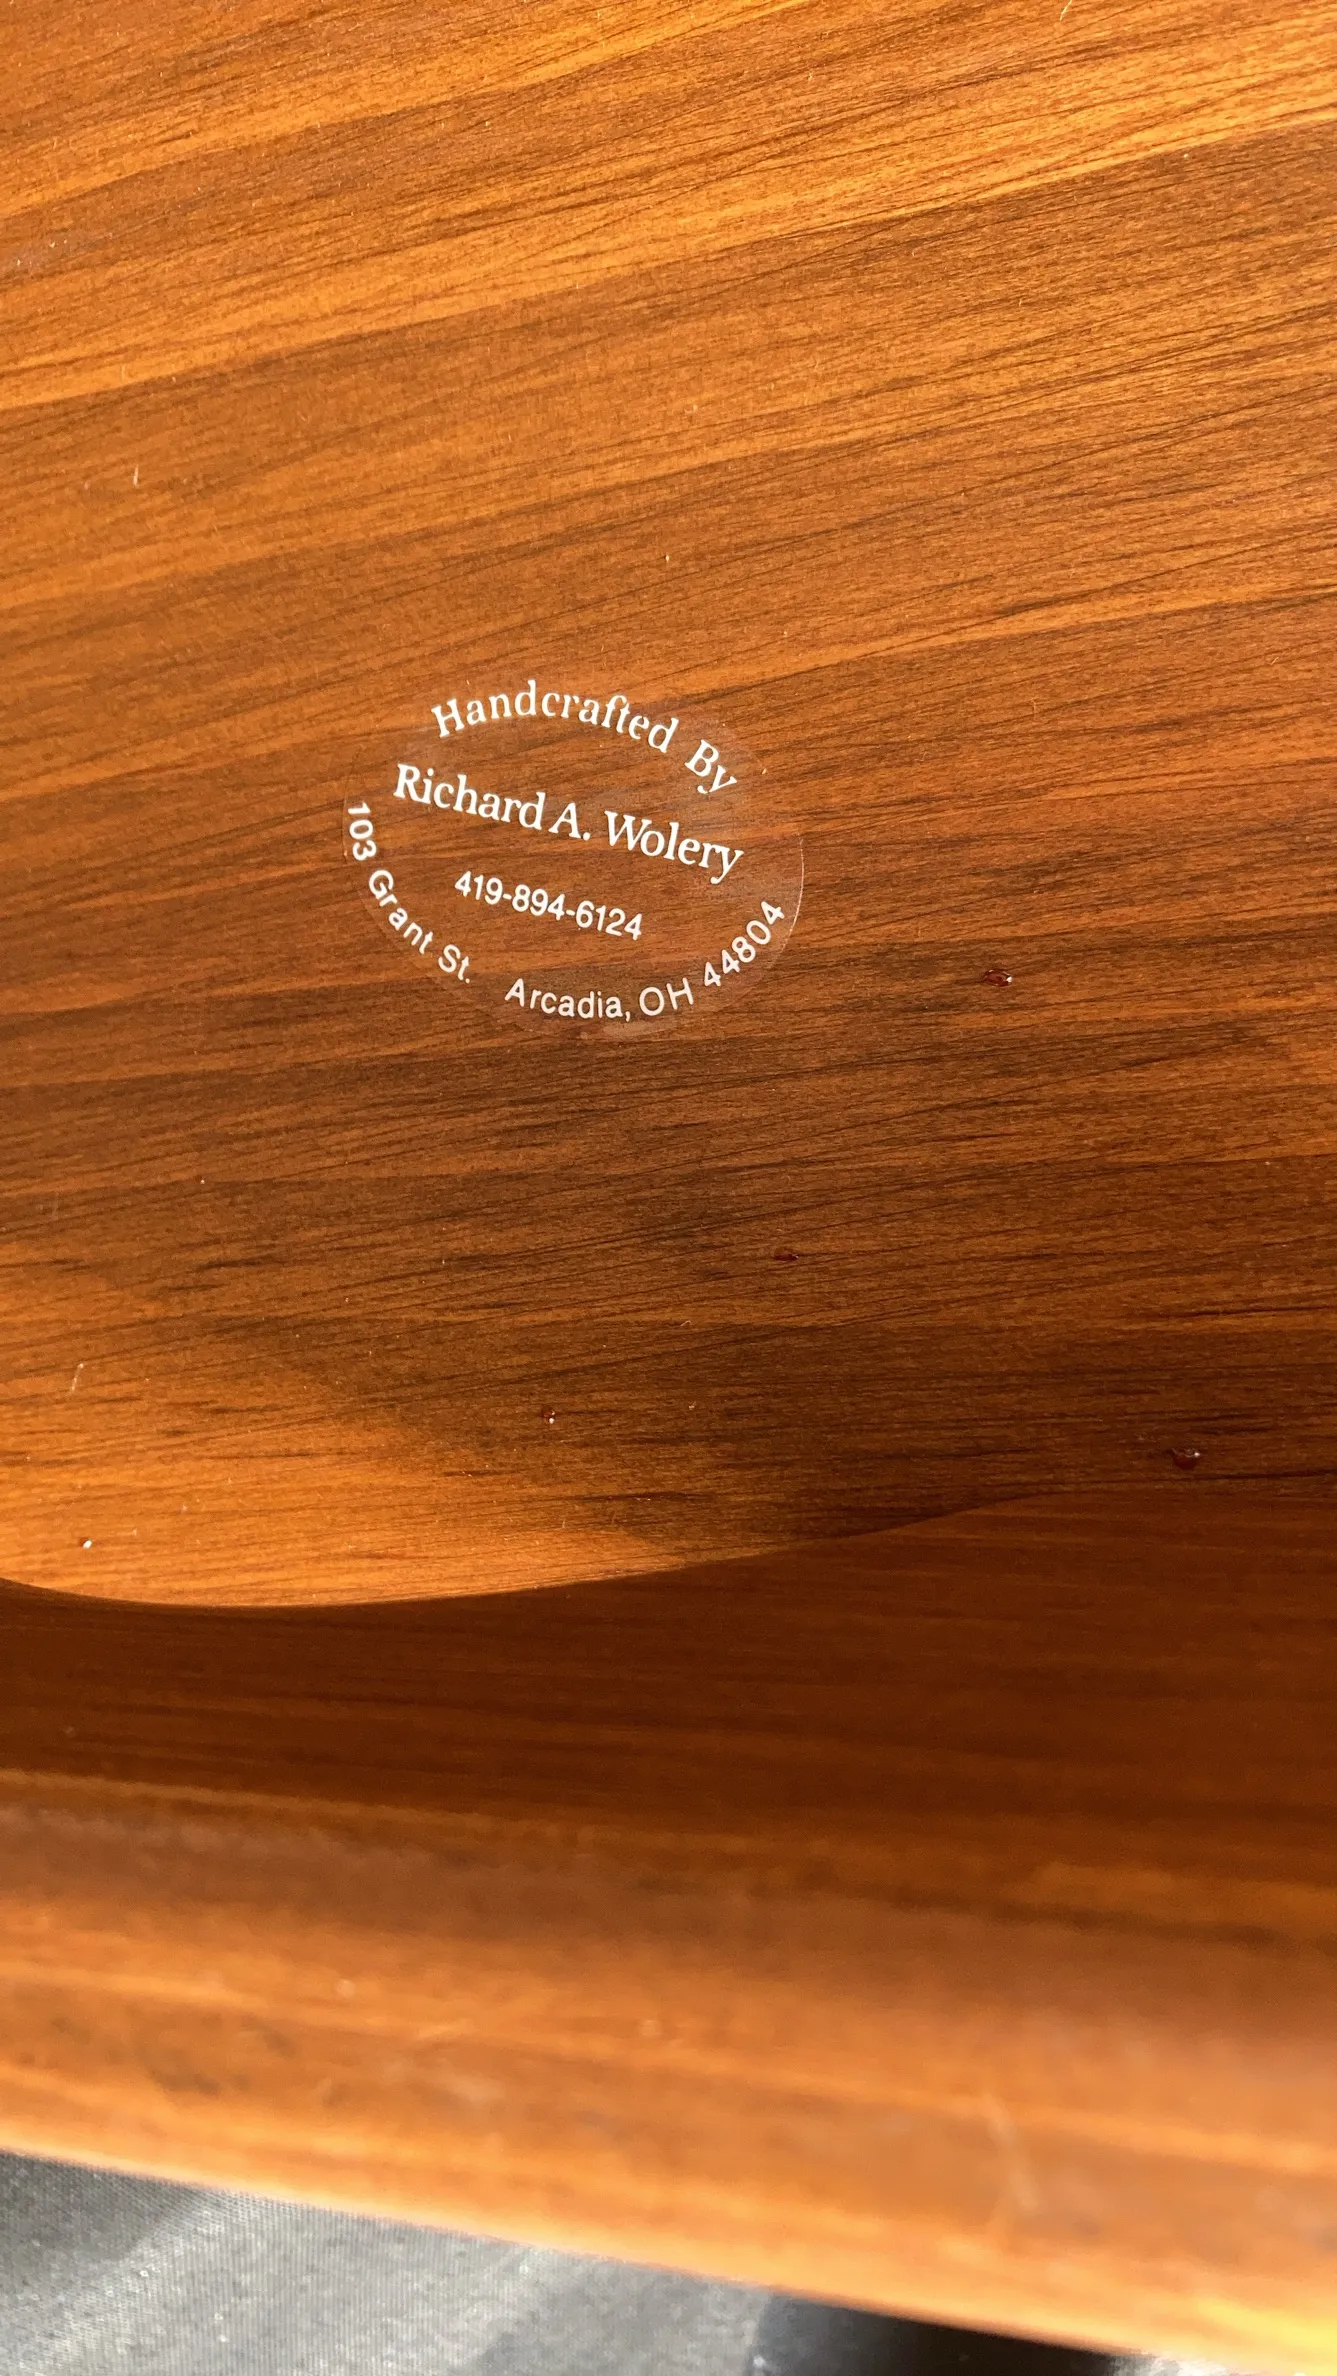 Handcrafted By
Richard A. Wolery
419-894-6124
103 Grant St. Arcadia, OH 44804